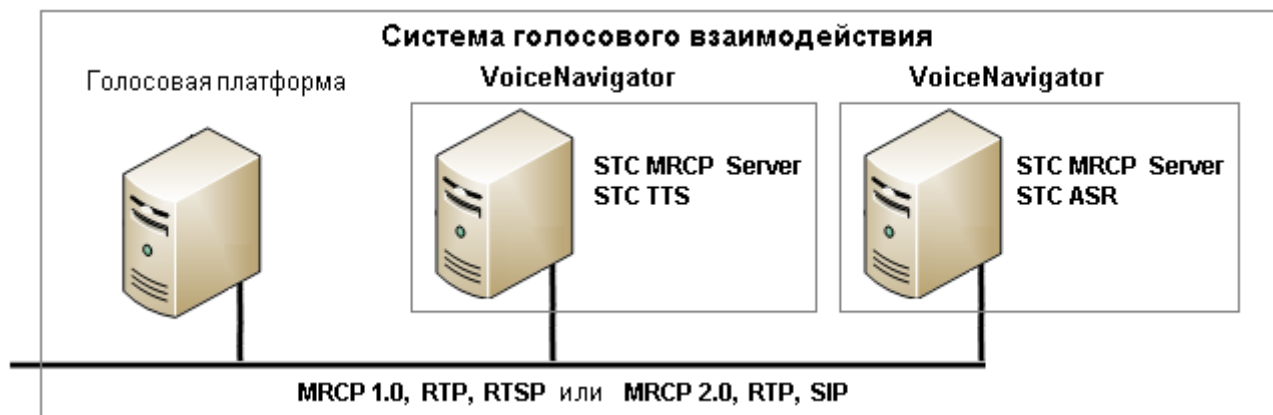 Система голосового взаимодействия
Голосовая платформа
VoiceNavigator
VoiceNavigator
STC MRCP Server
STC TTS
STC MRCP Server
STC ASR
MRCP 1.0, RTP, RTSP или MRCP 2.0, RTP, SIP